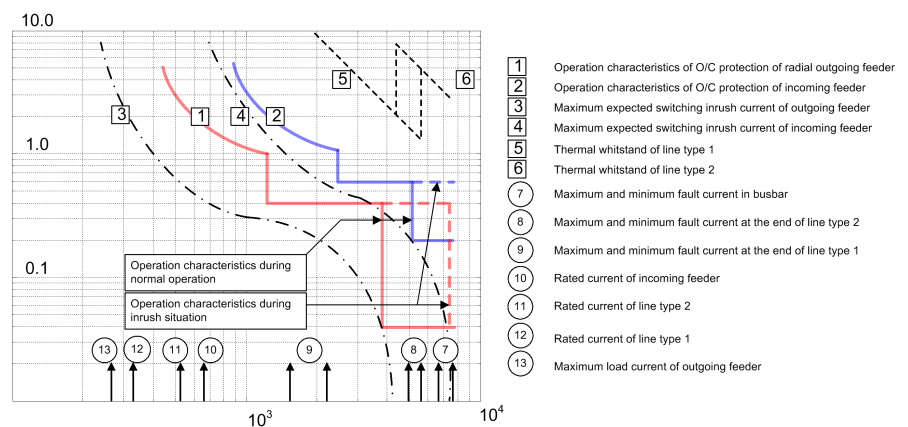 10.0
1.0
0.1
10³
10⁴
1
2
3
4
5
6
Operation characteristics during
normal operation
Operation characteristics during
inrush situation
13
12
11
10
9
8
7
1 Operation characteristics of O/C protection of radial outgoing feeder
2 Operation characteristics of O/C protection of incoming feeder
3 Maximum expected switching inrush current of outgoing feeder
4 Maximum expected switching inrush current of incoming feeder
5 Thermal whitstand of line type 1
6 Thermal whitstand of line type 2
7 Maximum and minimum fault current in busbar
8 Maximum and minimum fault current at the end of line type 2
9 Maximum and minimum fault current at the end of line type 1
10 Rated current of incoming feeder
11 Rated current of line type 2
12 Rated current of line type 1
13 Maximum load current of outgoing feeder